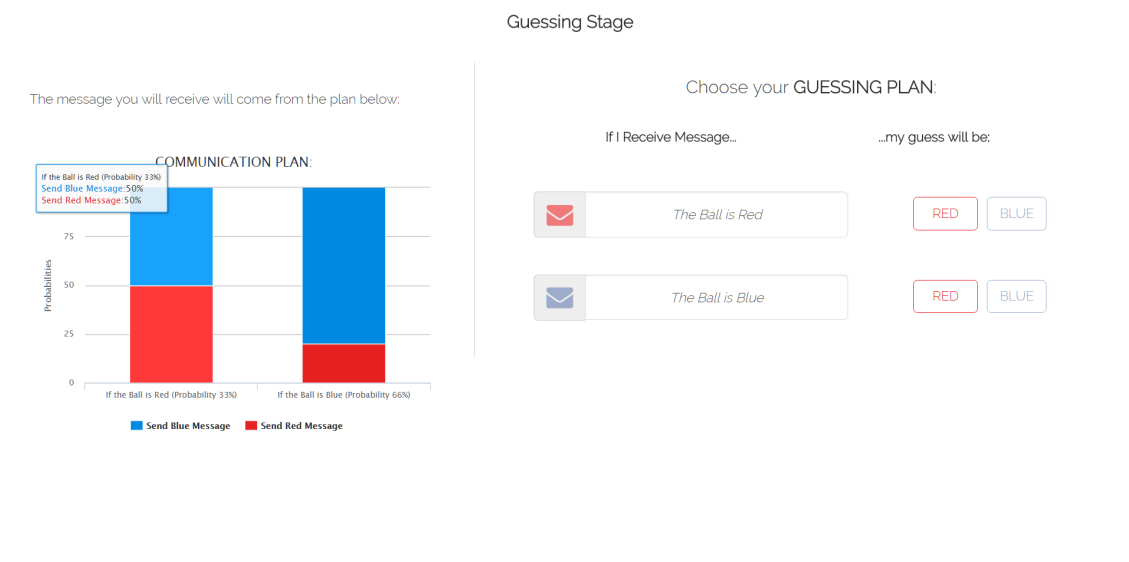 Guessing Stage
The message you will receive will come from the plan below:
COMMUNICATION PLAN:
If the Ball is Red (Probability 33%)
Send Blue Message:50%
Send Red Message:50%
75
50
25
0
Probabilities
If the Ball is Red (Probability 33%)
If the Ball is Blue (Probability 66%)
Send Blue Message
Send Red Message
Choose your GUESSING PLAN:
If I Receive Message...
...my guess will be:
The Ball is Red
RED
BLUE
The Ball is Blue
RED
BLUE